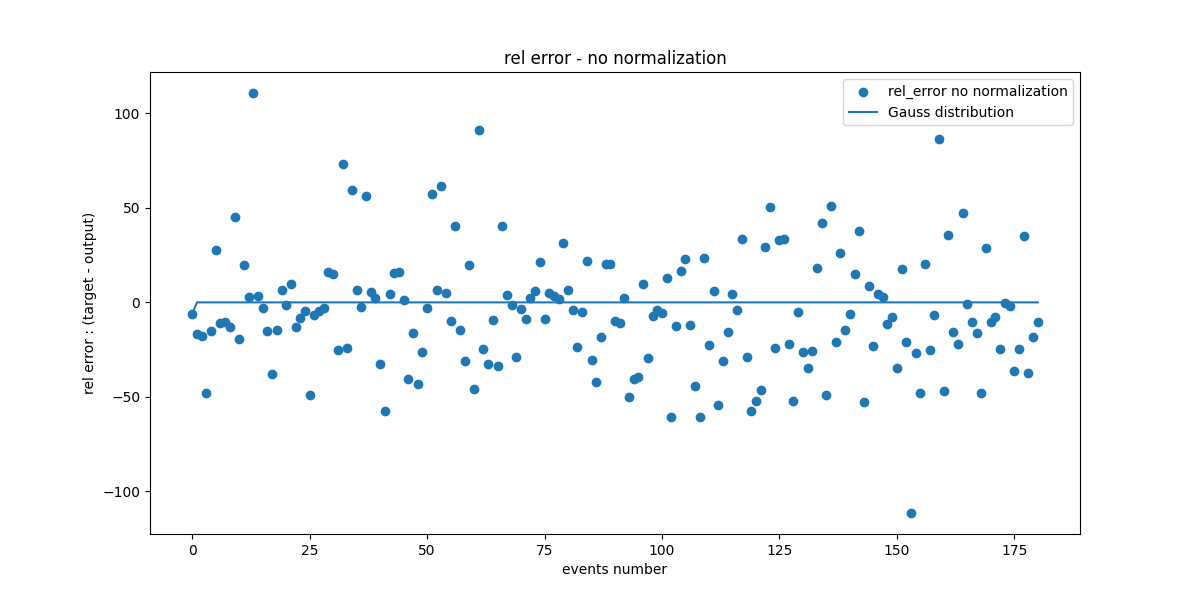 rel error - no normalization
rel_error no normalization
Gauss distribution
rel error : (target - output)
100
50
0
−50
−100
0
25
50
75
100
125
150
175
events number